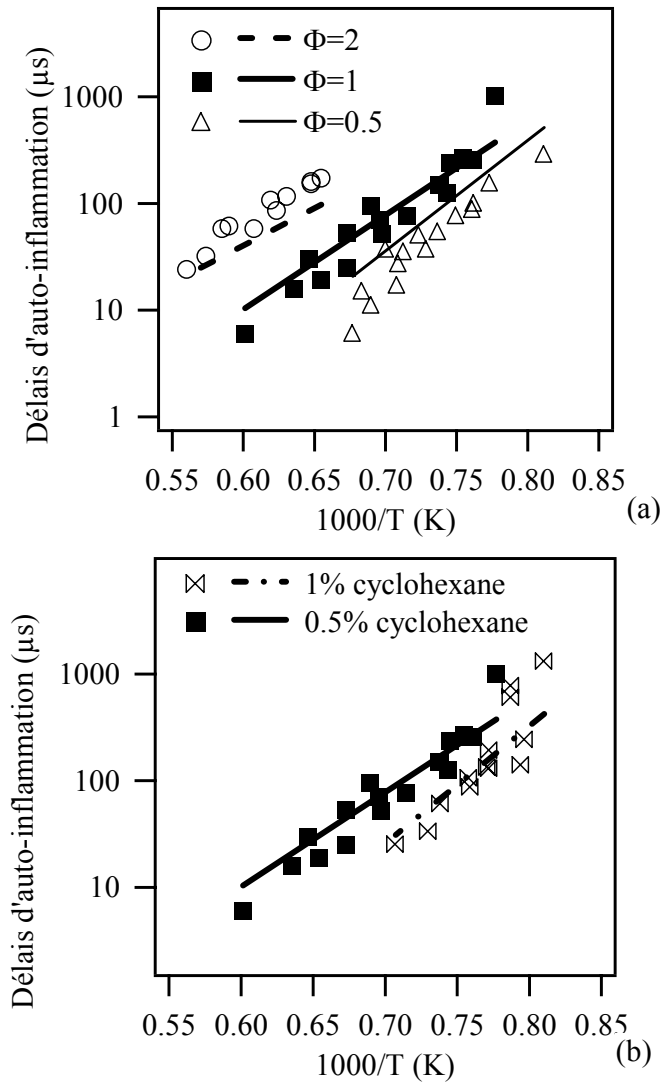 Φ=2
Φ=1
Φ=0.5
Délais d'auto-inflammation (µs)
1000
100
10
1
0.55 0.60 0.65 0.70 0.75 0.80 0.85
1000/T (K)
(a)
1% cyclohexane
0.5% cyclohexane
Délais d'auto-inflammation (µs)
1000
100
10
0.55 0.60 0.65 0.70 0.75 0.80 0.85
1000/T (K)
(b)